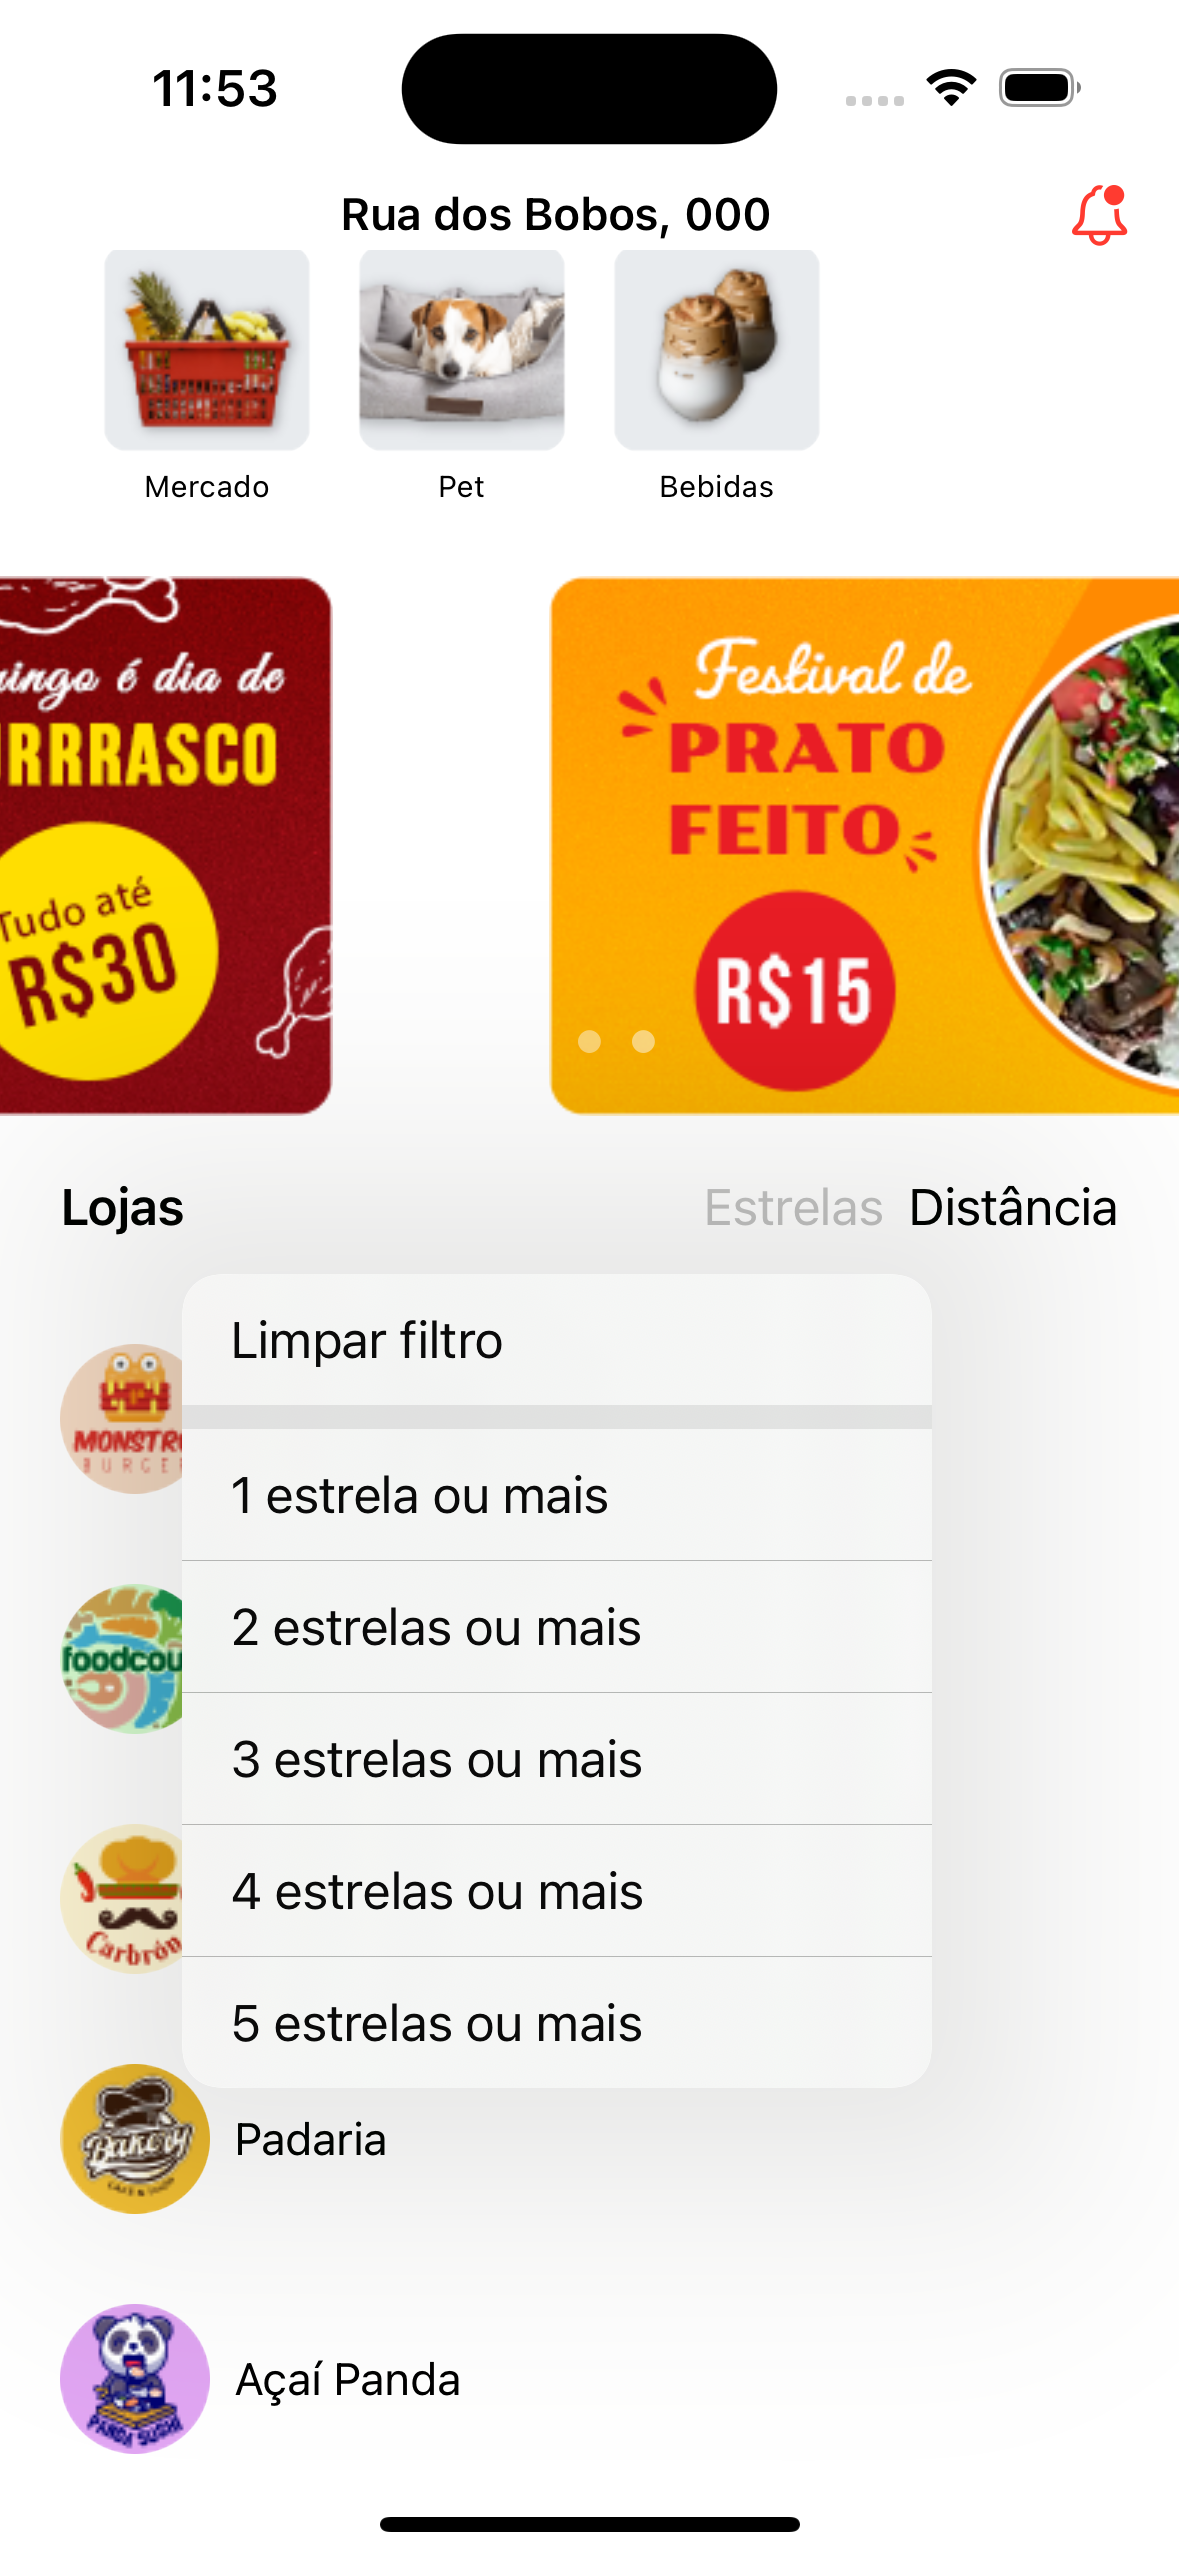 11:53
Rua dos Bobos, 000
Mercado
Pet
Bebidas
ingo é dia de
RRRASCO
Tudo até
R$30
Festival de
PRATO
FEITO
R$15
Lojas
Estrelas
Distância
Limpar filtro
MONSTR
BURGE
1 estrela ou mais
2 estrelas ou mais
foodcou
3 estrelas ou mais
4 estrelas ou mais
Carbrón
5 estrelas ou mais
Bakery
Padaria
Açaí Panda
PANDA SUSHI